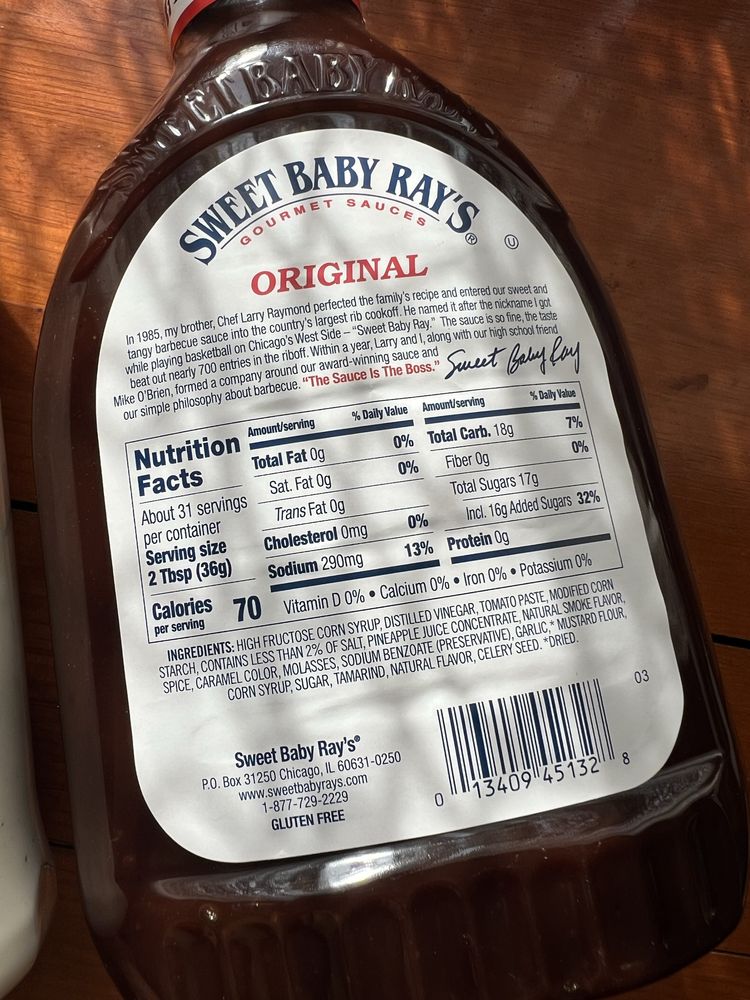 SWEET BABY RAY'S®
GOURMET SAUCES
U
ORIGINAL
In 1985, my brother, Chef Larry Raymond perfected the family's recipe and entered our sweet and
tangy barbecue sauce into the country's largest rib cookoff. He named it after the nickname I got
while playing basketball on Chicago's West Side – "Sweet Baby Ray." The sauce is so fine, the taste
beat out nearly 700 entries in the riboff. Within a year, Larry and I, along with our high school friend
Mike O'Brien, formed a company around our award-winning sauce and
our simple philosophy about barbecue. "The Sauce Is The Boss."
Sweet Baby Ray
Nutrition
Facts
About 31 servings
per container
Serving size
2 Tbsp (36g)
Calories 70
per serving
Amount/serving % Daily Value
Total Fat 0g 0%
Sat. Fat 0g 0%
Trans Fat 0g
Cholesterol 0mg 0%
Sodium 290mg 13%
Amount/serving % Daily Value
Total Carb. 18g 7%
Fiber 0g 0%
Total Sugars 17g
Incl. 16g Added Sugars 32%
Protein 0g
Vitamin D 0% • Calcium 0% • Iron 0% • Potassium 0%
INGREDIENTS: HIGH FRUCTOSE CORN SYRUP, DISTILLED VINEGAR, TOMATO PASTE, MODIFIED CORN
STARCH, CONTAINS LESS THAN 2% OF SALT, PINEAPPLE JUICE CONCENTRATE, NATURAL SMOKE FLAVOR,
SPICE, CARAMEL COLOR, MOLASSES, SODIUM BENZOATE (PRESERVATIVE), GARLIC,* MUSTARD FLOUR,
CORN SYRUP, SUGAR, TAMARIND, NATURAL FLAVOR, CELERY SEED. *DRIED.
03
Sweet Baby Ray's®
P.O. Box 31250 Chicago, IL 60631-0250
www.sweetbabyrays.com
1-877-729-2229
GLUTEN FREE
0 13409 45132 8